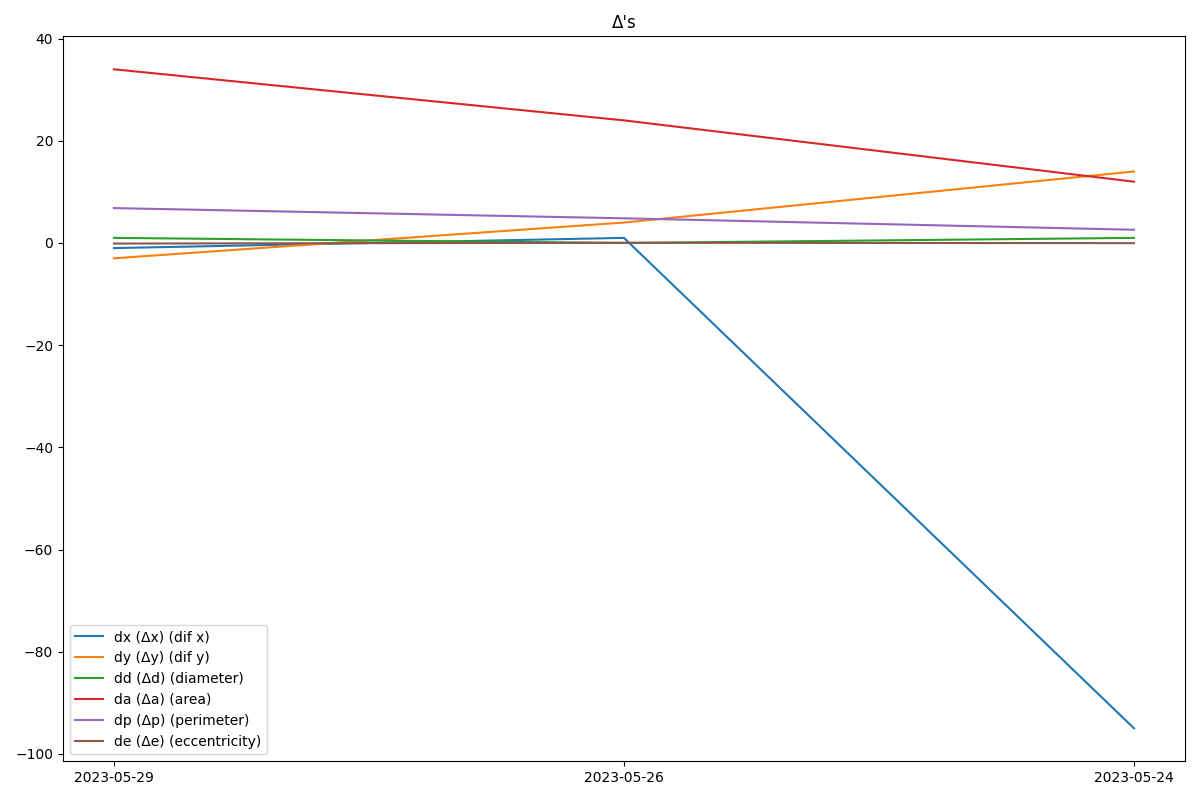 Δ's
40
20
0
−20
−40
−60
−80
−100
dx (Δx) (dif x)
dy (Δy) (dif y)
dd (Δd) (diameter)
da (Δa) (area)
dp (Δp) (perimeter)
de (Δe) (eccentricity)
2023-05-29
2023-05-26
2023-05-24